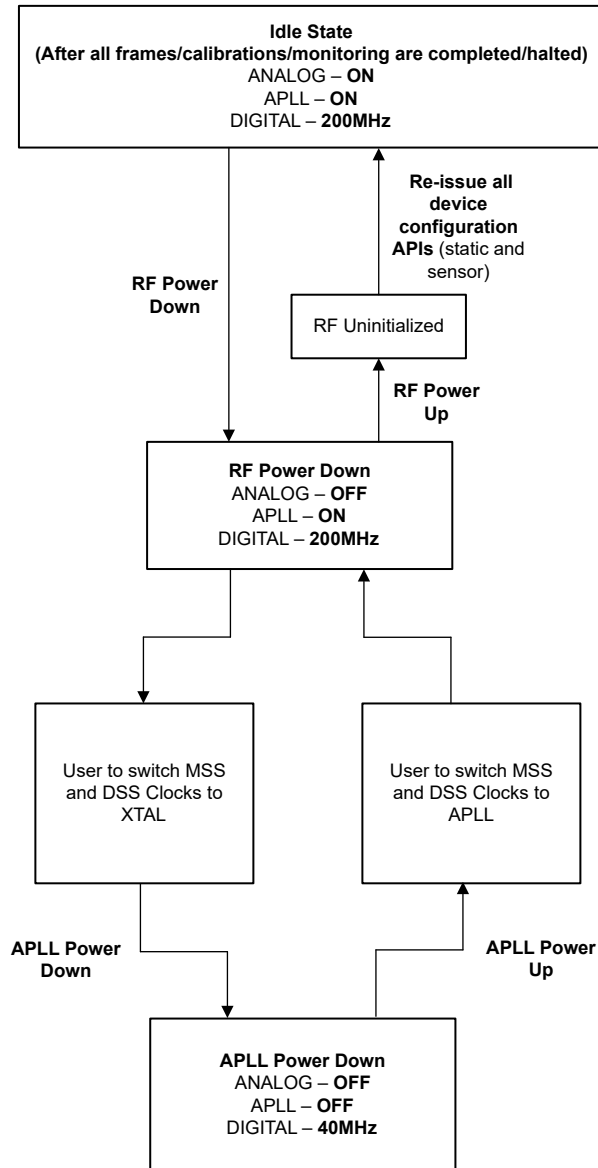 Idle State
(After all frames/calibrations/monitoring are completed/halted)
ANALOG – ON
APLL – ON
DIGITAL – 200MHz
Re-issue all
device
configuration
APIs (static and
sensor)
RF Power
Down
RF Uninitialized
RF Power
Up
RF Power Down
ANALOG – OFF
APLL – ON
DIGITAL – 200MHz
User to switch MSS
and DSS Clocks to
XTAL
User to switch MSS
and DSS Clocks to
APLL
APLL Power
Down
APLL Power
Up
APLL Power Down
ANALOG – OFF
APLL – OFF
DIGITAL – 40MHz